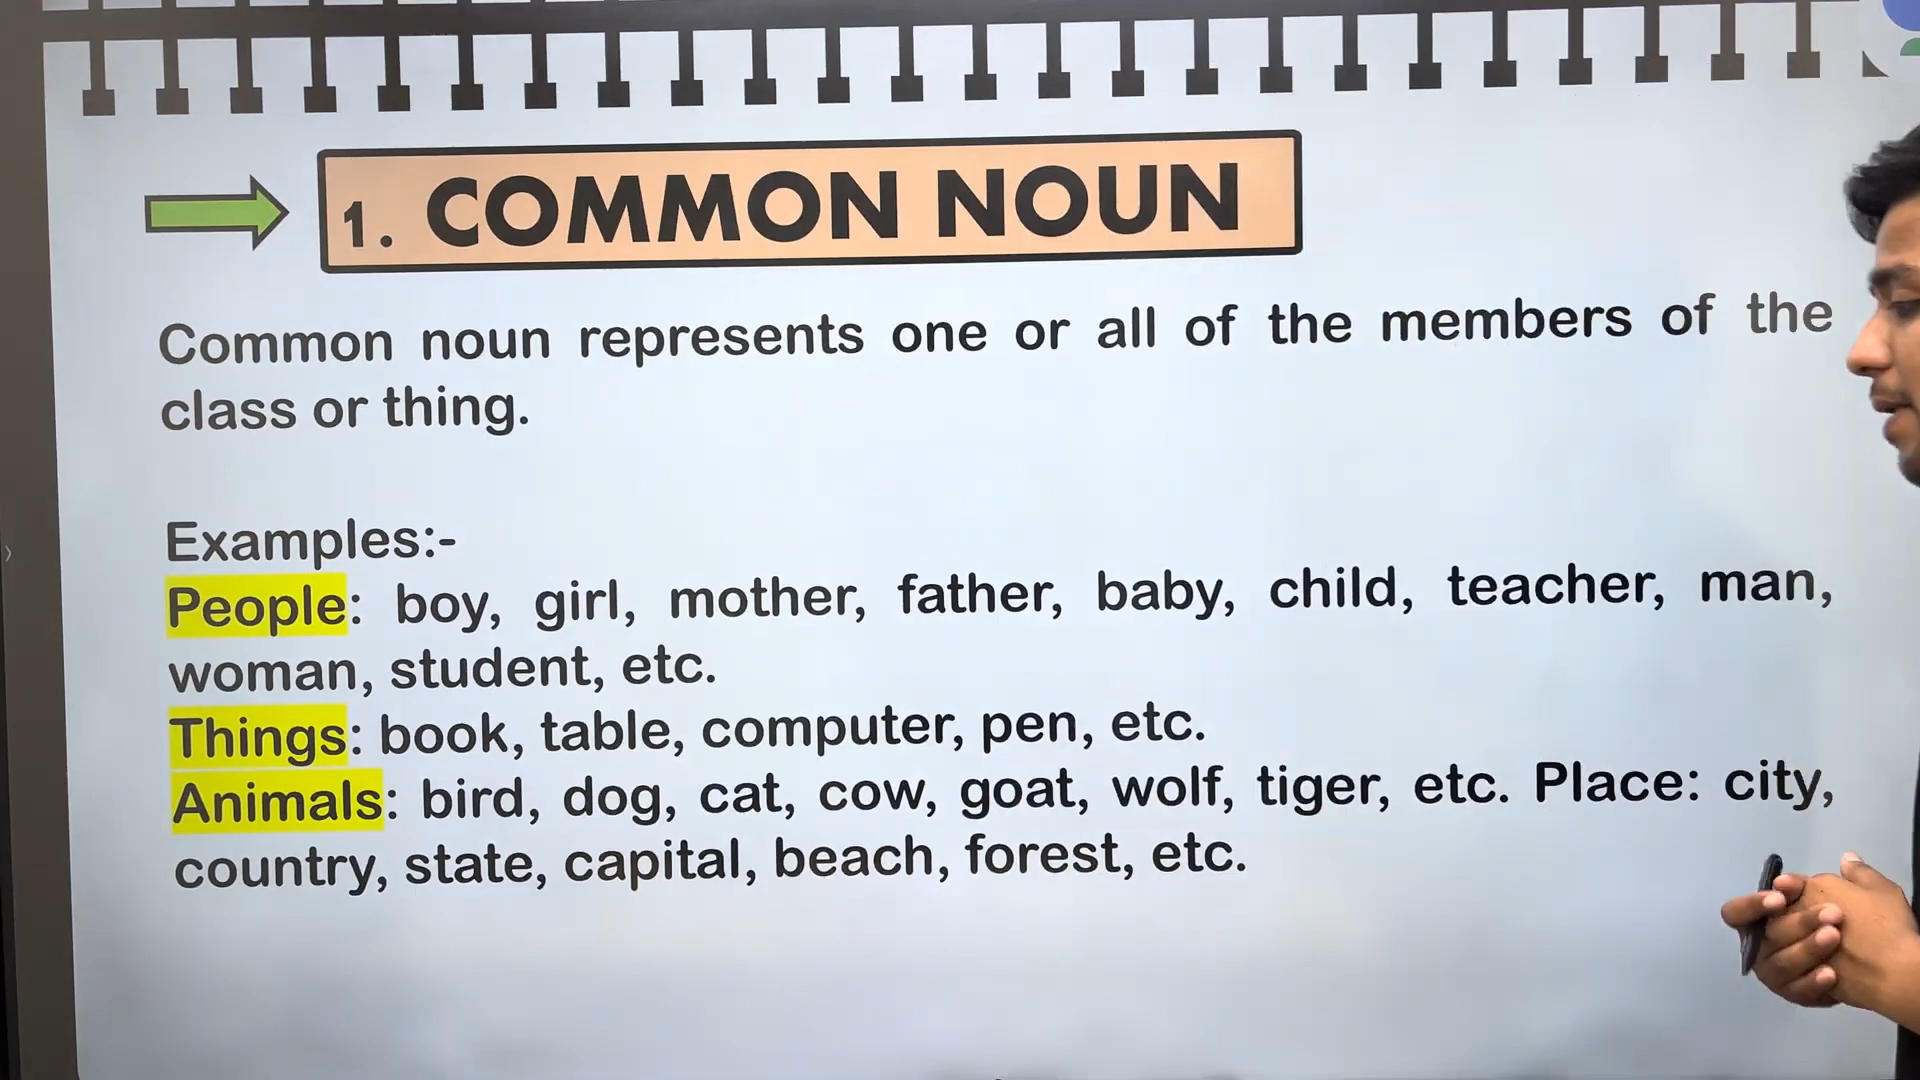 1. COMMON NOUN
Common noun represents one or all of the members of the
class or thing.
Examples:-
People: boy, girl, mother, father, baby, child, teacher, man,
woman, student, etc.
Things: book, table, computer, pen, etc.
Animals: bird, dog, cat, cow, goat, wolf, tiger, etc. Place: city,
country, state, capital, beach, forest, etc.